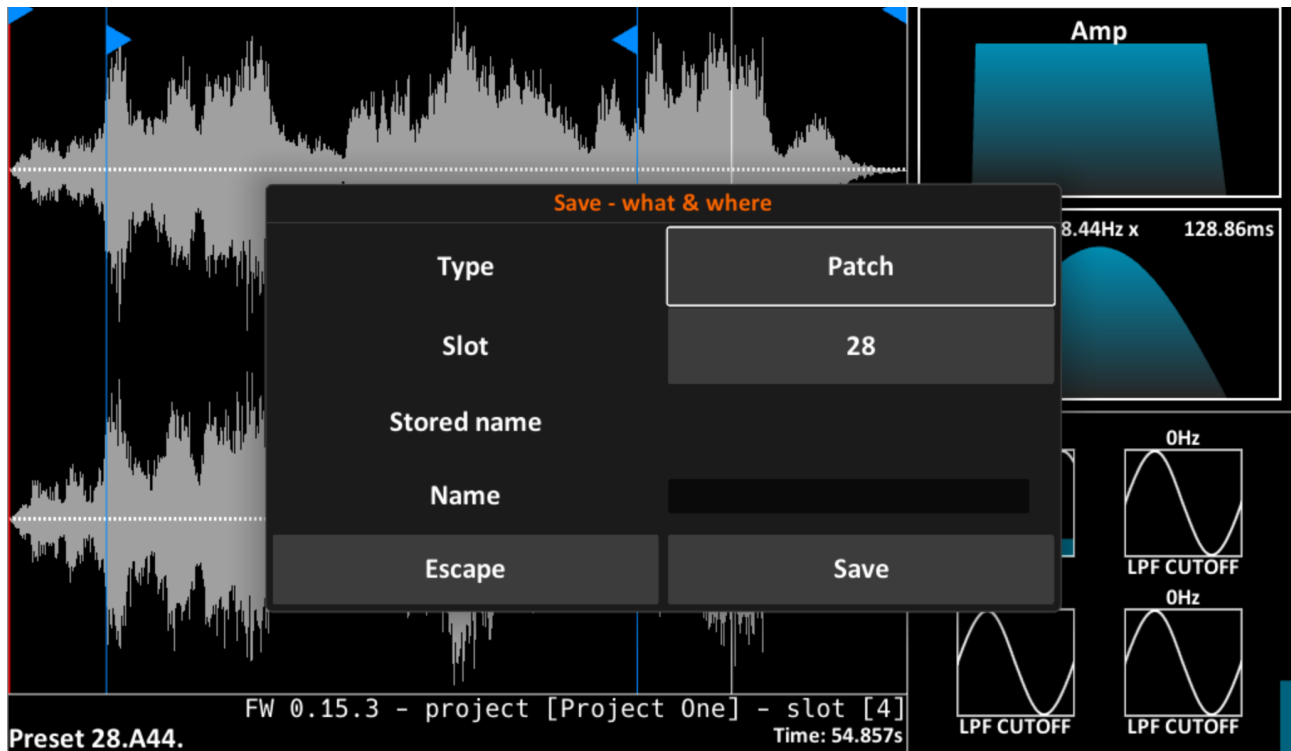 Amp
Save - what & where
8.44Hz x 128.86ms
Type Patch
Slot 28
Stored name
Name
Escape Save
0Hz
LPF CUTOFF
0Hz
LPF CUTOFF LPF CUTOFF
FW 0.15.3 – project [Project One] – slot [4]
Preset 28.A44. Time: 54.857s